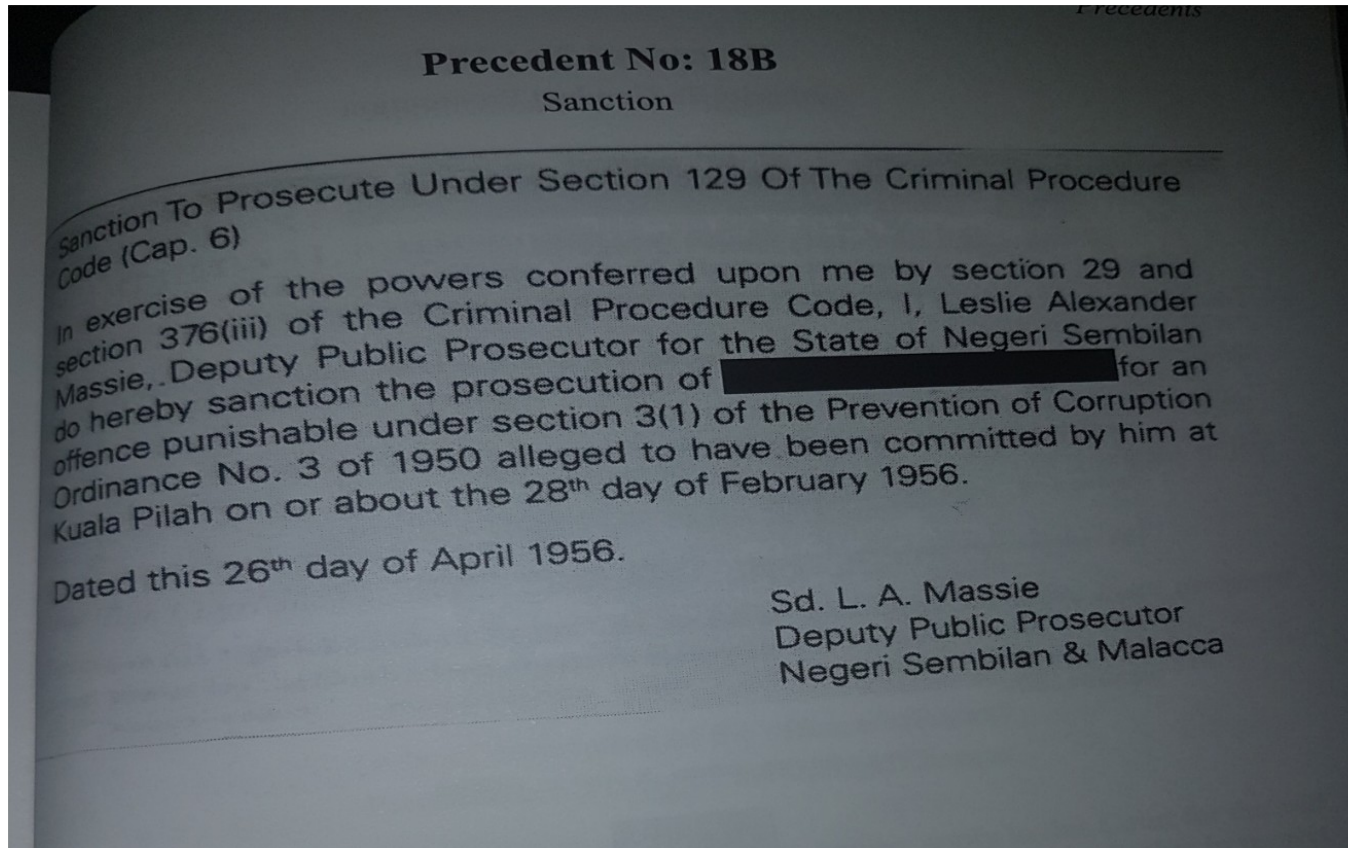 Precedents
Precedent No: 18B
Sanction
Sanction To Prosecute Under Section 129 Of The Criminal Procedure
Code (Cap. 6)
In exercise of the powers conferred upon me by section 29 and
section 376(iii) of the Criminal Procedure Code, I, Leslie Alexander
Massie, Deputy Public Prosecutor for the State of Negeri Sembilan
do hereby sanction the prosecution of for an
offence punishable under section 3(1) of the Prevention of Corruption
Ordinance No. 3 of 1950 alleged to have been committed by him at
Kuala Pilah on or about the 28th day of February 1956.
Dated this 26th day of April 1956.
Sd. L. A. Massie
Deputy Public Prosecutor
Negeri Sembilan & Malacca